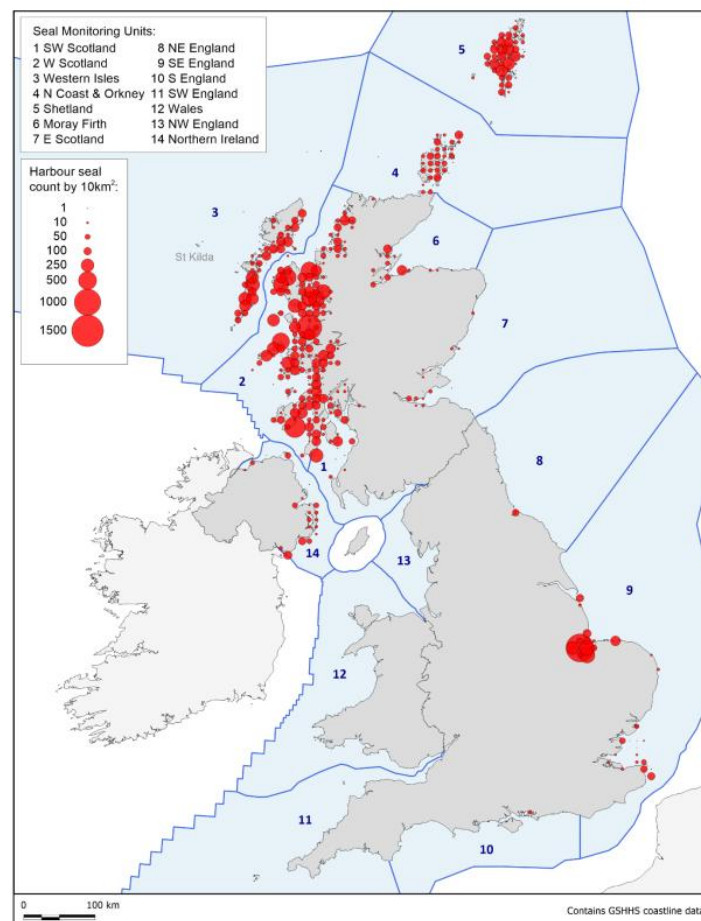 Seal Monitoring Units:
1 SW Scotland 8 NE England
2 W Scotland 9 SE England
3 Western Isles 10 S England
4 N Coast & Orkney 11 SW England
5 Shetland 12 Wales
6 Moray Firth 13 NW England
7 E Scotland 14 Northern Ireland
Harbour seal
count by 10km²:
1
10
50
100
250
500
1000
1500
5
4
3
St Kilda
6
7
2
8
1
14
13
9
12
11
10
0 100 km
Contains GSHHS coastline data